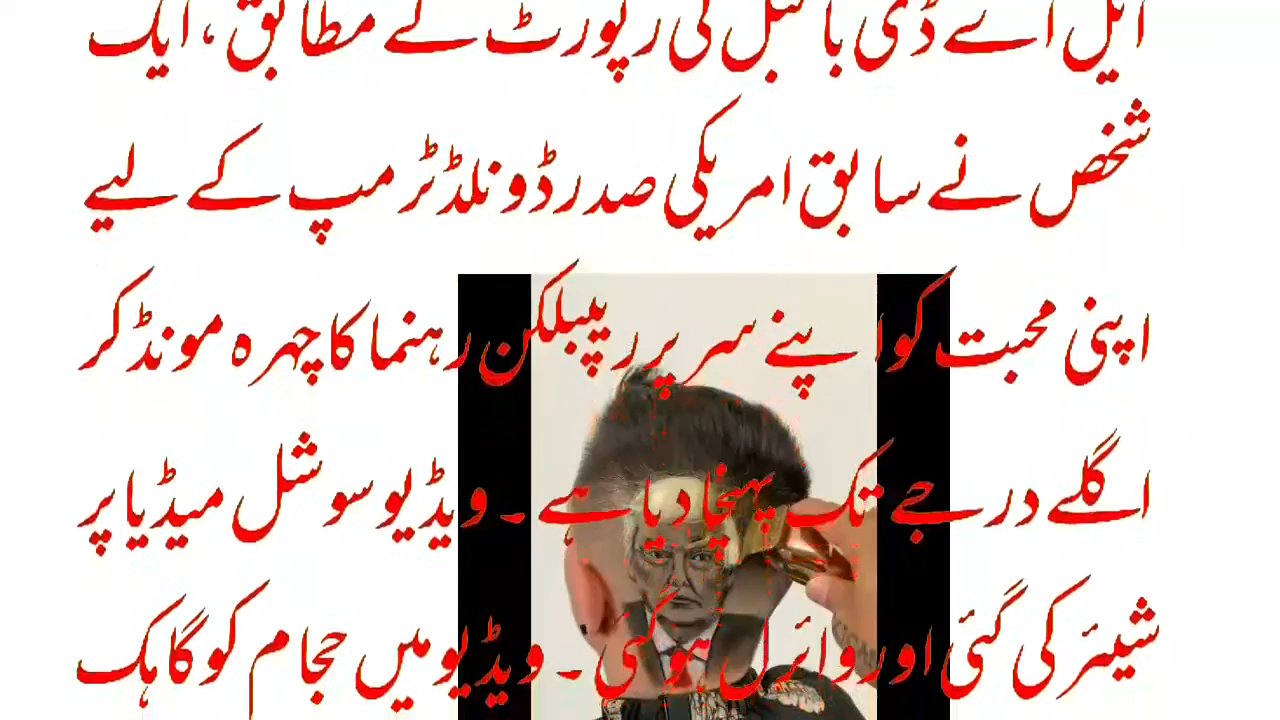 ایل اے ڈی بائبل کی رپورٹ کے مطابق، ایک
شخص نے سابق امریکی صدر ڈونلڈ ٹرمپ کے لیے
اپنی محبت کو اپنے سر پر ریپبلکن رہنما کا چہرہ مونڈ کر
اگلے درجے تک پہنچا دیا ہے ۔ ویڈیو سوشل میڈیا پر
شیئر کی گئی اور وائرل ہو گئی ۔ ویڈیو میں حجام کو گاہک